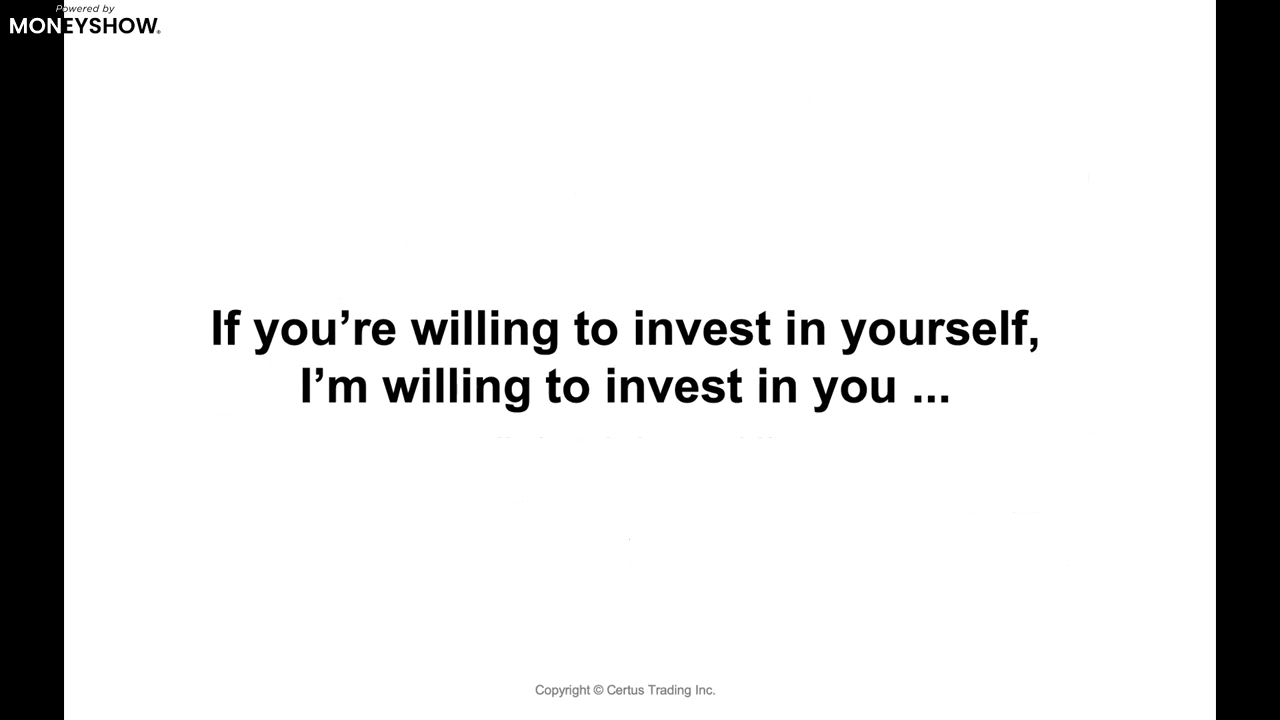 Powered by
MONEYSHOW®
If you’re willing to invest in yourself,
I’m willing to invest in you ...
Copyright © Certus Trading Inc.